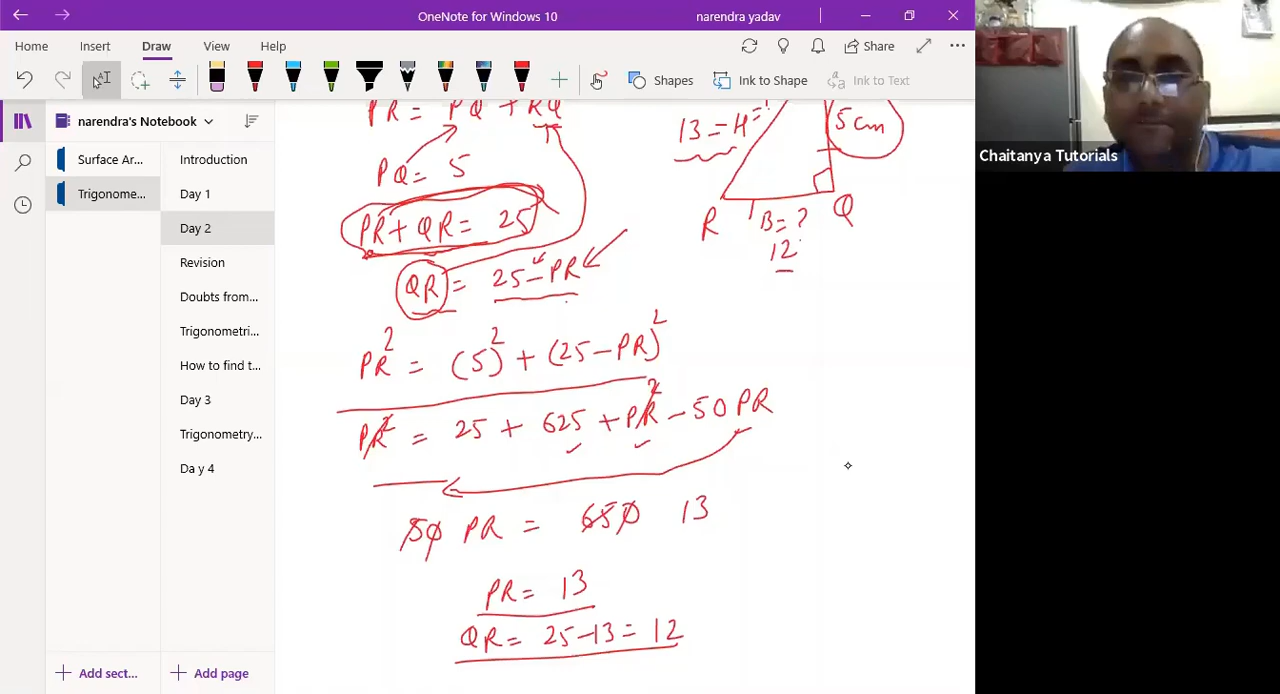 OneNote for Windows 10
narendra yadav
Home Insert Draw View Help
Share
Shapes Ink to Shape Ink to Text
narendra's Notebook
Surface Ar...
Trigonome...
Introduction
Day 1
Day 2
Revision
Doubts from...
Trigonometri...
How to find t...
Day 3
Trigonometry...
Da y 4
Add sect...
Add page
Chaitanya Tutorials
PR = PQ + RQ
PQ = 5
PR + QR = 25
QR = 25 - PR
PR² = (5)² + (25 - PR)²
PR² = 25 + 625 + PR² - 50 PR
50 PR = 650 13
PR = 13
QR = 25 - 13 = 12
13 = H = ?
5 cm
R B = ? Q
12